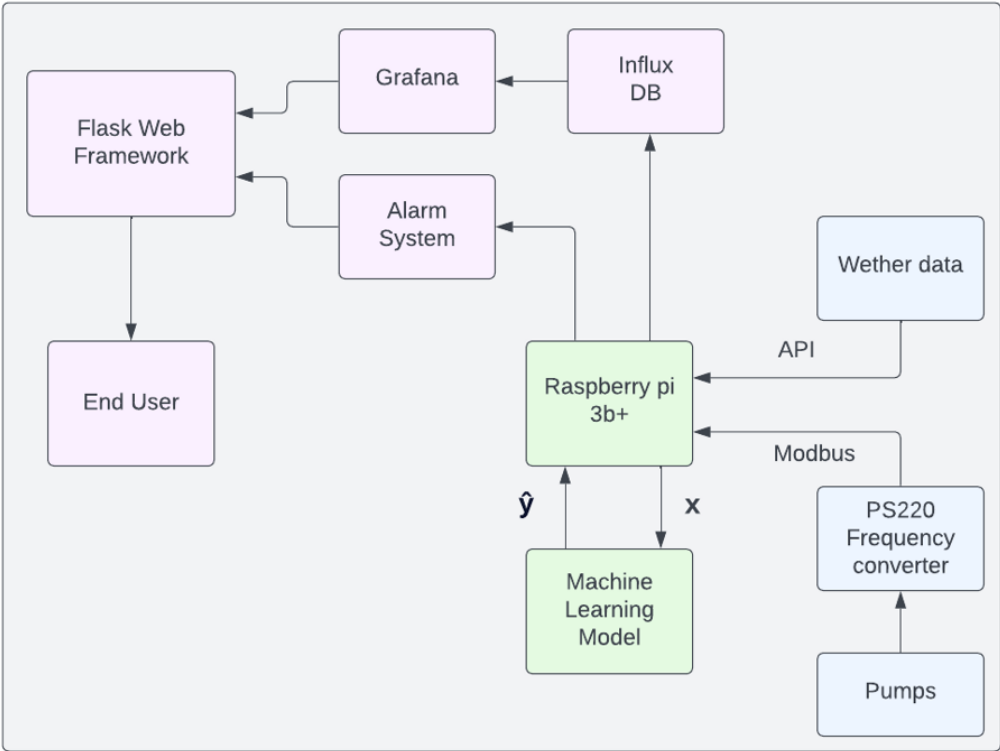 Grafana
Influx
DB
Flask Web
Framework
Alarm
System
Wether data
End User
API
Raspberry pi
3b+
Modbus
ŷ
x
PS220
Frequency
converter
Machine
Learning
Model
Pumps